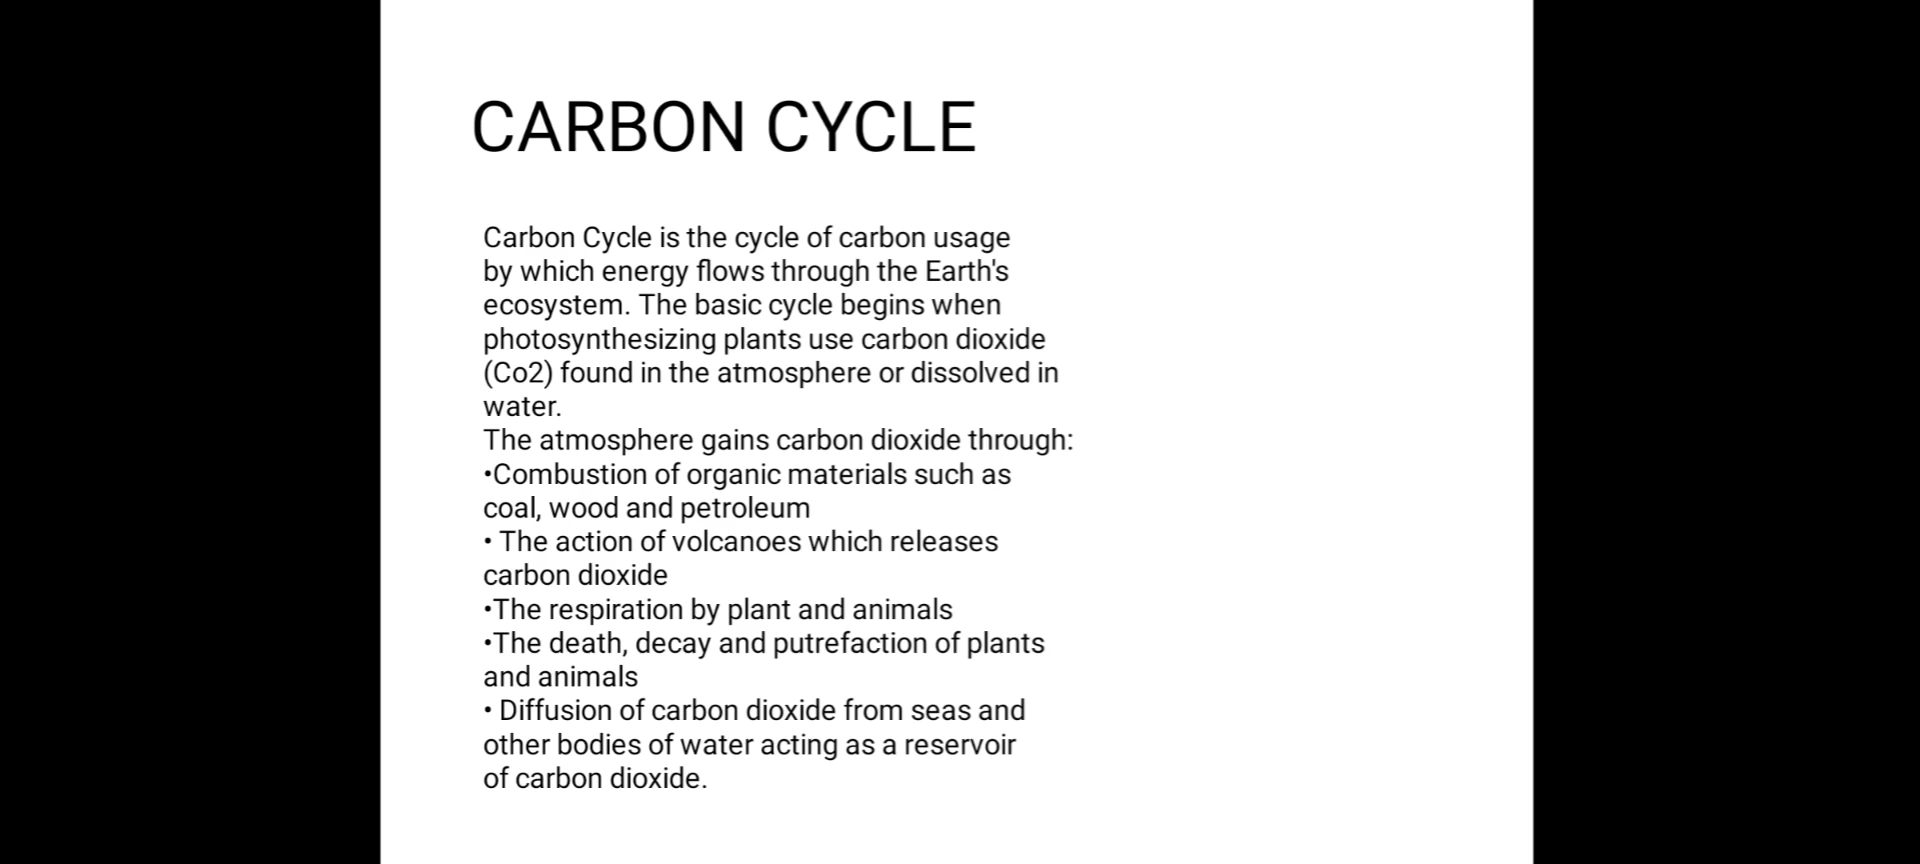 CARBON CYCLE
Carbon Cycle is the cycle of carbon usage
by which energy flows through the Earth's
ecosystem. The basic cycle begins when
photosynthesizing plants use carbon dioxide
(Co2) found in the atmosphere or dissolved in
water.
The atmosphere gains carbon dioxide through:
•Combustion of organic materials such as
coal, wood and petroleum
• The action of volcanoes which releases
carbon dioxide
•The respiration by plant and animals
•The death, decay and putrefaction of plants
and animals
• Diffusion of carbon dioxide from seas and
other bodies of water acting as a reservoir
of carbon dioxide.